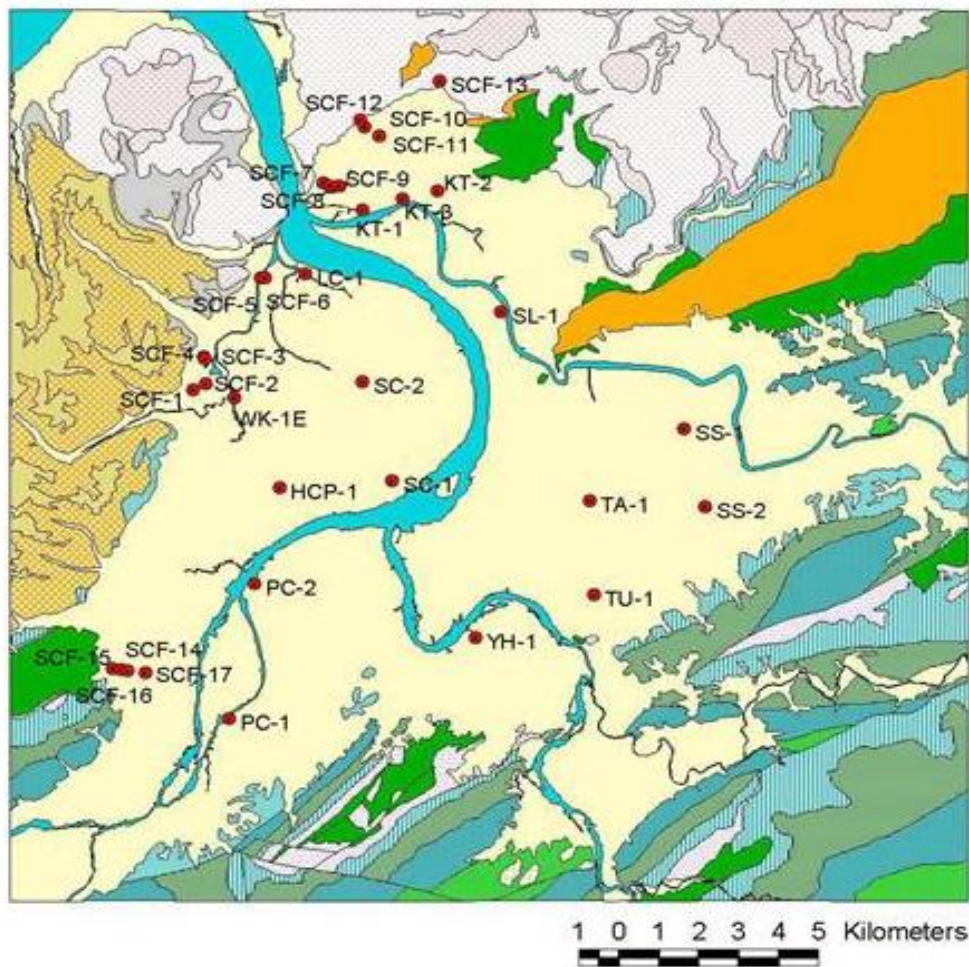 SCF-13
SCF-12
SCF-10
SCF-11
SCF-7
SCF-9
KT-2
SCF-8
KT-3
KT-1
LC-1
SCF-5
SCF-6
SL-1
SCF-4
SCF-3
SC-2
SCF-2
SCF-1
WK-1E
SS-1
HCP-1
SC-1
TA-1
SS-2
PC-2
TU-1
YH-1
SCF-15
SCF-14
SCF-17
SCF-16
PC-1
1 0 1 2 3 4 5 Kilometers